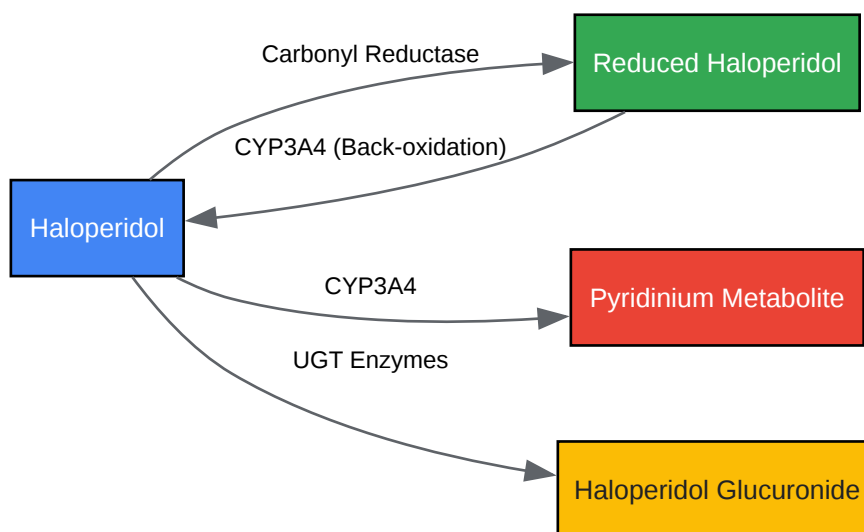 Carbonyl Reductase
Reduced Haloperidol
CYP3A4 (Back-oxidation)
Haloperidol
CYP3A4
Pyridinium Metabolite
UGT Enzymes
Haloperidol Glucuronide